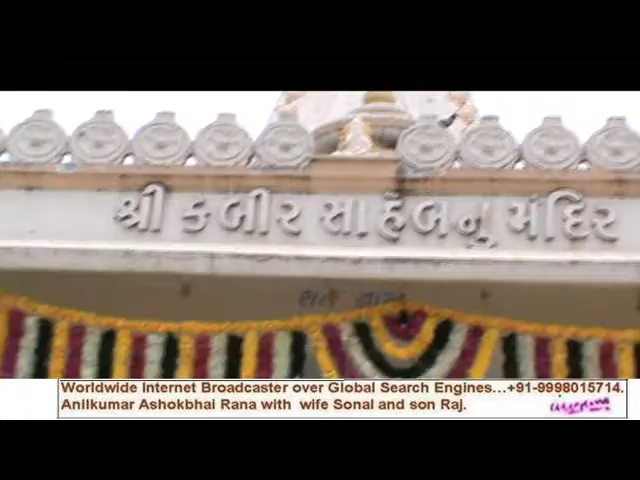 શ્રી કબીર સાહેબનું મંદિર
Worldwide Internet Broadcaster over Global Search Engines...+91-9998015714.
Anilkumar Ashokbhai Rana with wife Sonal and son Raj.